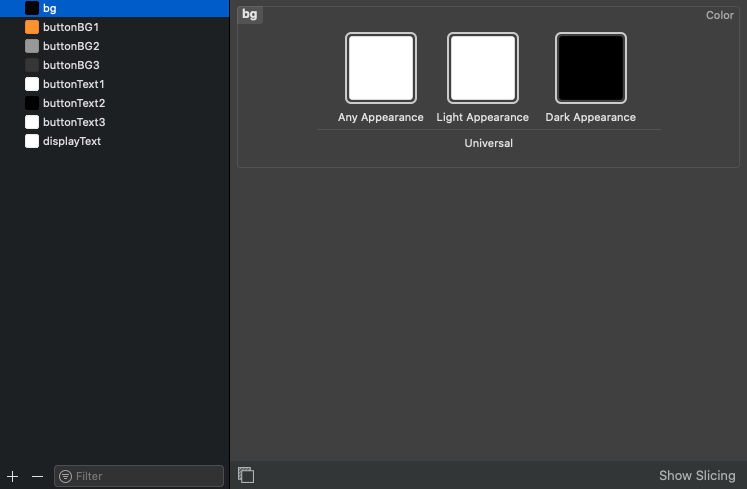 bg
buttonBG1
buttonBG2
buttonBG3
buttonText1
buttonText2
buttonText3
displayText
Filter
bg
Color
Any Appearance
Light Appearance
Dark Appearance
Universal
Show Slicing